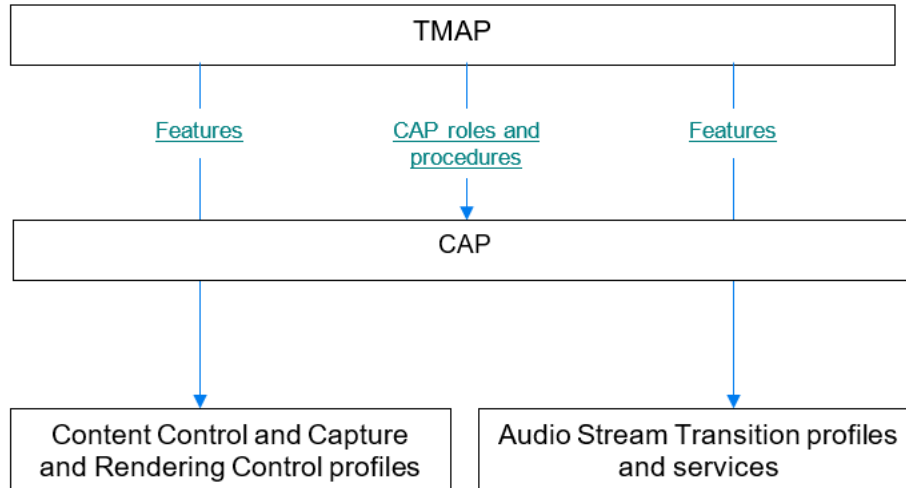 TMAP
Features
CAP roles and
procedures
Features
CAP
Content Control and Capture
and Rendering Control profiles
Audio Stream Transition profiles
and services